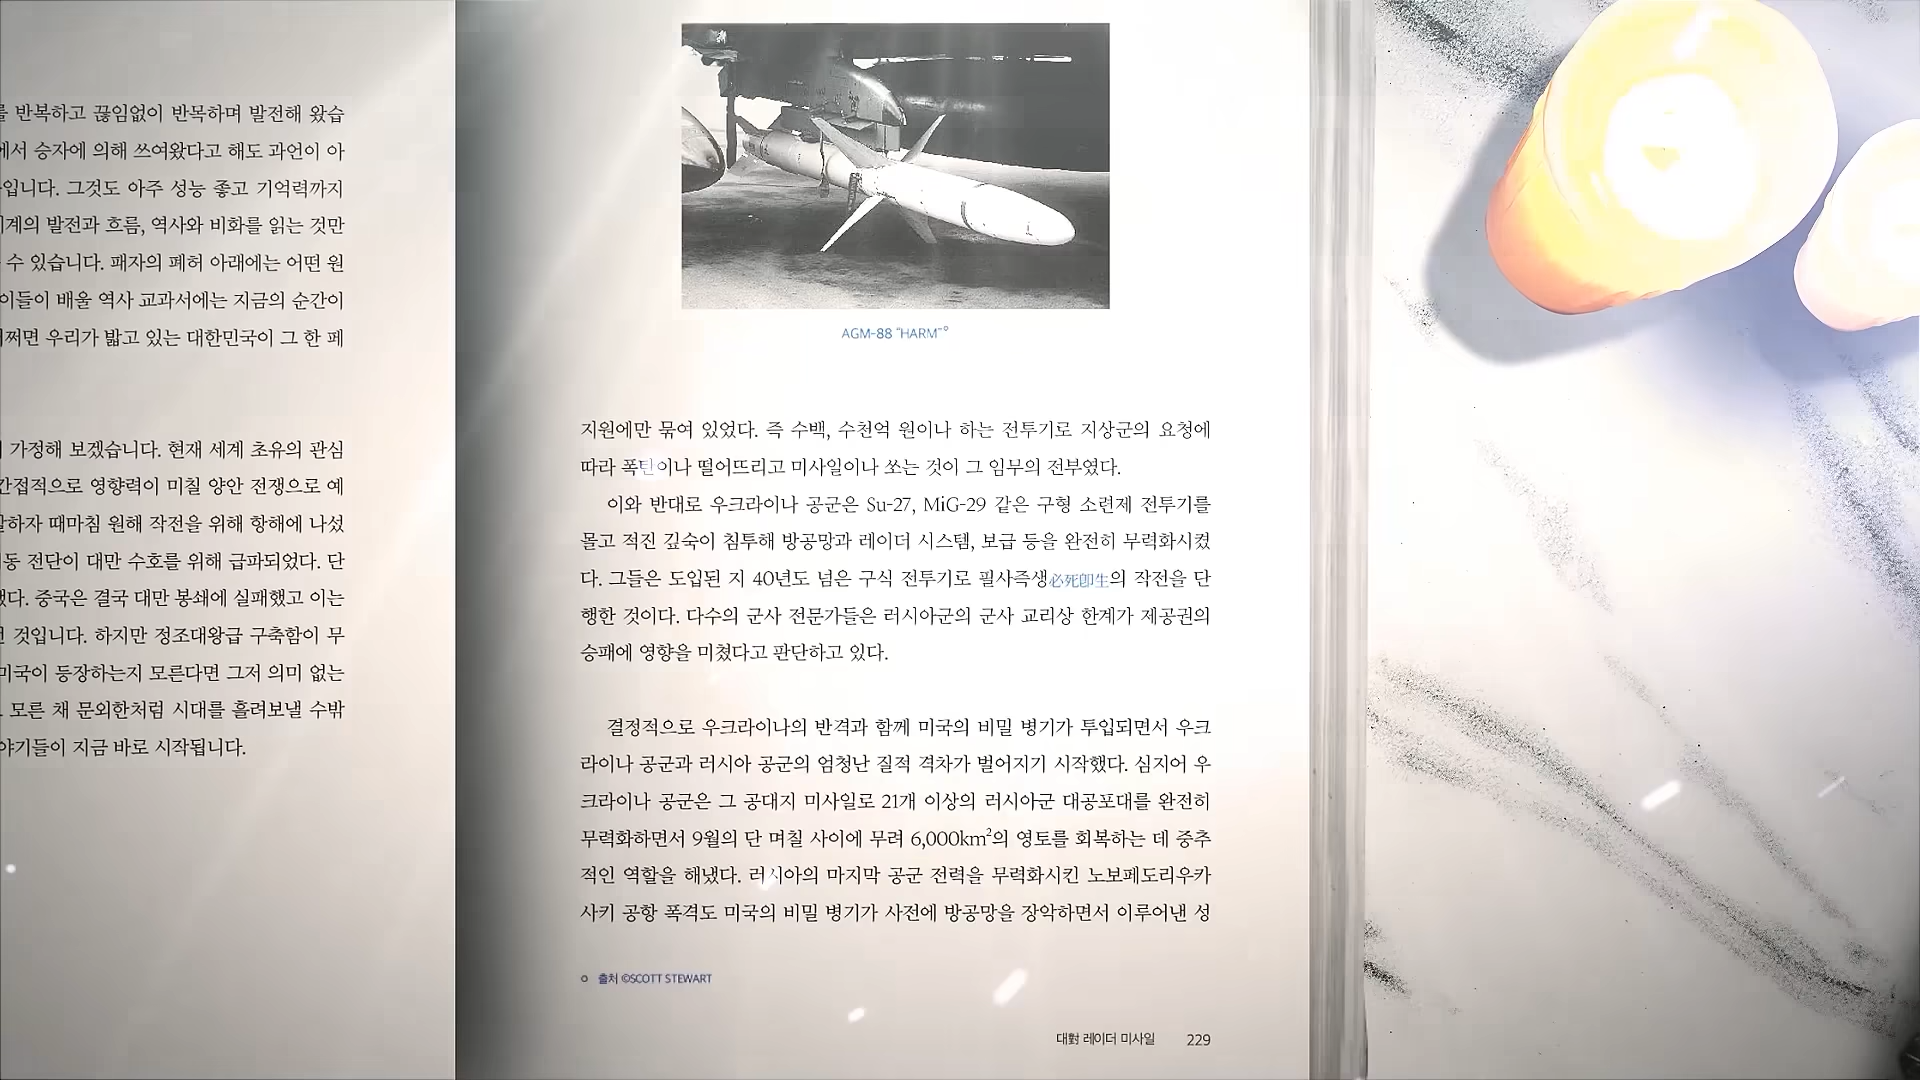 반복하고 끊임없이 반목하며 발전해 왔습
에서 승자에 의해 쓰여왔다고 해도 과언이 아
입니다. 그것도 아주 성능 좋고 기억력까지
계의 발전과 흐름, 역사와 비화를 읽는 것만
수 있습니다. 패자의 폐허 아래에는 어떤 원
이들이 배울 역사 교과서에는 지금의 순간이
쩌면 우리가 밟고 있는 대한민국이 그 한 페
가정해 보겠습니다. 현재 세계 초유의 관심
간접적으로 영향력이 미칠 양안 전쟁으로 예
하자 때마침 원해 작전을 위해 항해에 나섰
동 전단이 대만 수호를 위해 급파되었다. 단
했다. 중국은 결국 대만 봉쇄에 실패했고 이는
것입니다. 하지만 정조대왕급 구축함이 무
미국이 등장하는지 모른다면 그저 의미 없는
모른 채 문외한처럼 시대를 흘려보낼 수밖
야기들이 지금 바로 시작됩니다.
AGM-88 “HARM”°
지원에만 묶여 있었다. 즉 수백, 수천억 원이나 하는 전투기로 지상군의 요청에
따라 폭탄이나 떨어뜨리고 미사일이나 쏘는 것이 그 임무의 전부였다.
이와 반대로 우크라이나 공군은 Su-27, MiG-29 같은 구형 소련제 전투기를
몰고 적진 깊숙이 침투해 방공망과 레이더 시스템, 보급 등을 완전히 무력화시켰
다. 그들은 도입된 지 40년도 넘은 구식 전투기로 필사즉생必死卽生의 작전을 단
행한 것이다. 다수의 군사 전문가들은 러시아군의 군사 교리상 한계가 제공권의
승패에 영향을 미쳤다고 판단하고 있다.
결정적으로 우크라이나의 반격과 함께 미국의 비밀 병기가 투입되면서 우크
라이나 공군과 러시아 공군의 엄청난 질적 격차가 벌어지기 시작했다. 심지어 우
크라이나 공군은 그 공대지 미사일로 21개 이상의 러시아군 대공포대를 완전히
무력화하면서 9월의 단 며칠 사이에 무려 6,000km²의 영토를 회복하는 데 중추
적인 역할을 해냈다. 러시아의 마지막 공군 전력을 무력화시킨 노보페도리우카
사키 공항 폭격도 미국의 비밀 병기가 사전에 방공망을 장악하면서 이루어낸 성
° 출처 ©SCOTT STEWART
대對 레이더 미사일 229